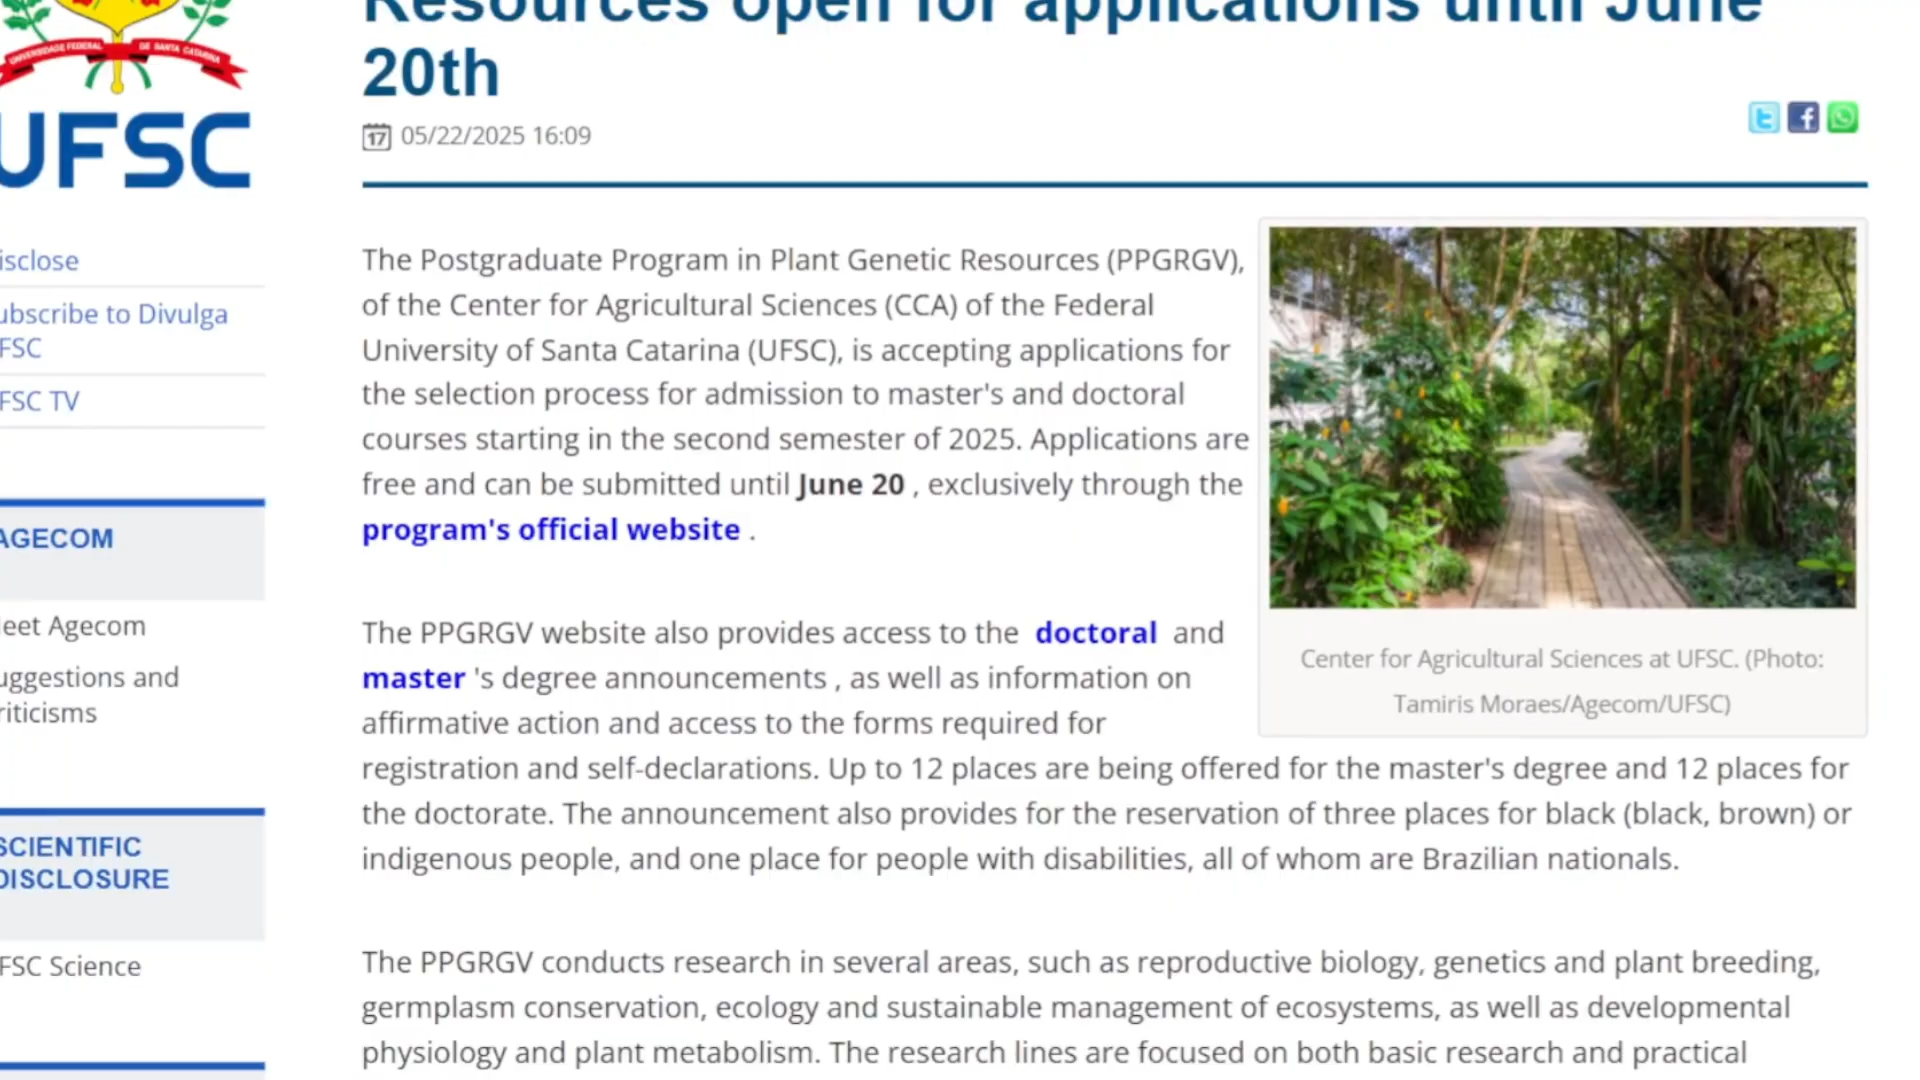 Resources open for applications until June
20th
UNIVERSIDADE FEDERAL DE SANTA CATARINA
UFSC
17 05/22/2025 16:09
isclose
ubscribe to Divulga
FSC
FSC TV
AGECOM
eet Agecom
uggestions and
riticisms
SCIENTIFIC
DISCLOSURE
FSC Science
The Postgraduate Program in Plant Genetic Resources (PPGRGV),
of the Center for Agricultural Sciences (CCA) of the Federal
University of Santa Catarina (UFSC), is accepting applications for
the selection process for admission to master's and doctoral
courses starting in the second semester of 2025. Applications are
free and can be submitted until June 20 , exclusively through the
program's official website .
Center for Agricultural Sciences at UFSC. (Photo:
Tamiris Moraes/Agecom/UFSC)
The PPGRGV website also provides access to the doctoral and
master 's degree announcements , as well as information on
affirmative action and access to the forms required for
registration and self-declarations. Up to 12 places are being offered for the master's degree and 12 places for
the doctorate. The announcement also provides for the reservation of three places for black (black, brown) or
indigenous people, and one place for people with disabilities, all of whom are Brazilian nationals.
The PPGRGV conducts research in several areas, such as reproductive biology, genetics and plant breeding,
germplasm conservation, ecology and sustainable management of ecosystems, as well as developmental
physiology and plant metabolism. The research lines are focused on both basic research and practical